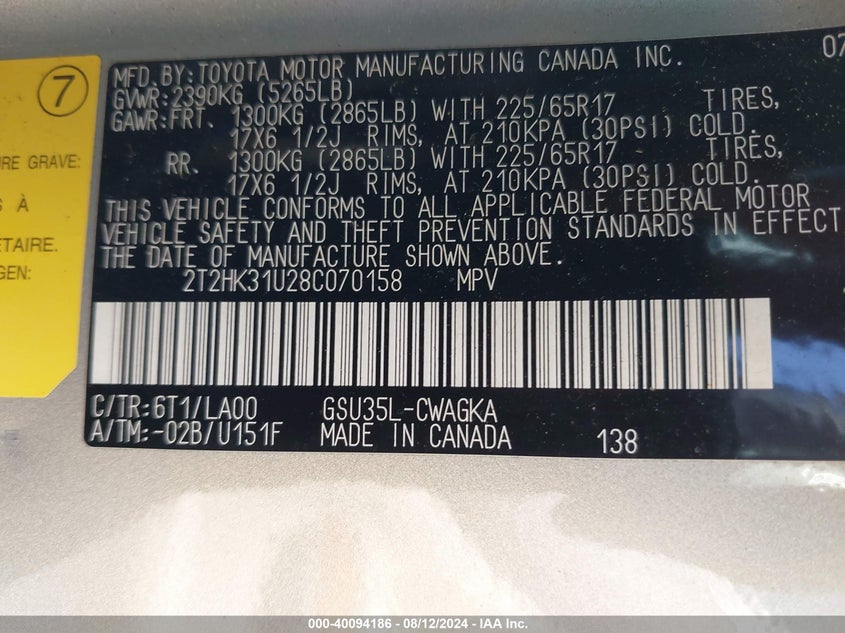 7
URE GRAVE:
S À
ÉTAIRE.
GEN:
MFD.BY:TOYOTA MOTOR MANUFACTURING CANADA INC. 07
GVWR:2390KG (5265LB)
GAWR:FRT. 1300KG (2865LB) WITH 225/65R17 TIRES,
17X6 1/2J RIMS, AT 210KPA (30PSI) COLD.
RR. 1300KG (2865LB) WITH 225/65R17 TIRES,
17X6 1/2J RIMS, AT 210KPA (30PSI) COLD.
THIS VEHICLE CONFORMS TO ALL APPLICABLE FEDERAL MOTOR
VEHICLE SAFETY AND THEFT PREVENTION STANDARDS IN EFFECT
THE DATE OF MANUFACTURE SHOWN ABOVE.
2T2HK31U28C070158 MPV
C/TR:6T1/LA00 GSU35L-CWAGKA
A/TM:-02B/U151F MADE IN CANADA 138
000-40094186 - 08/12/2024 - IAA Inc.